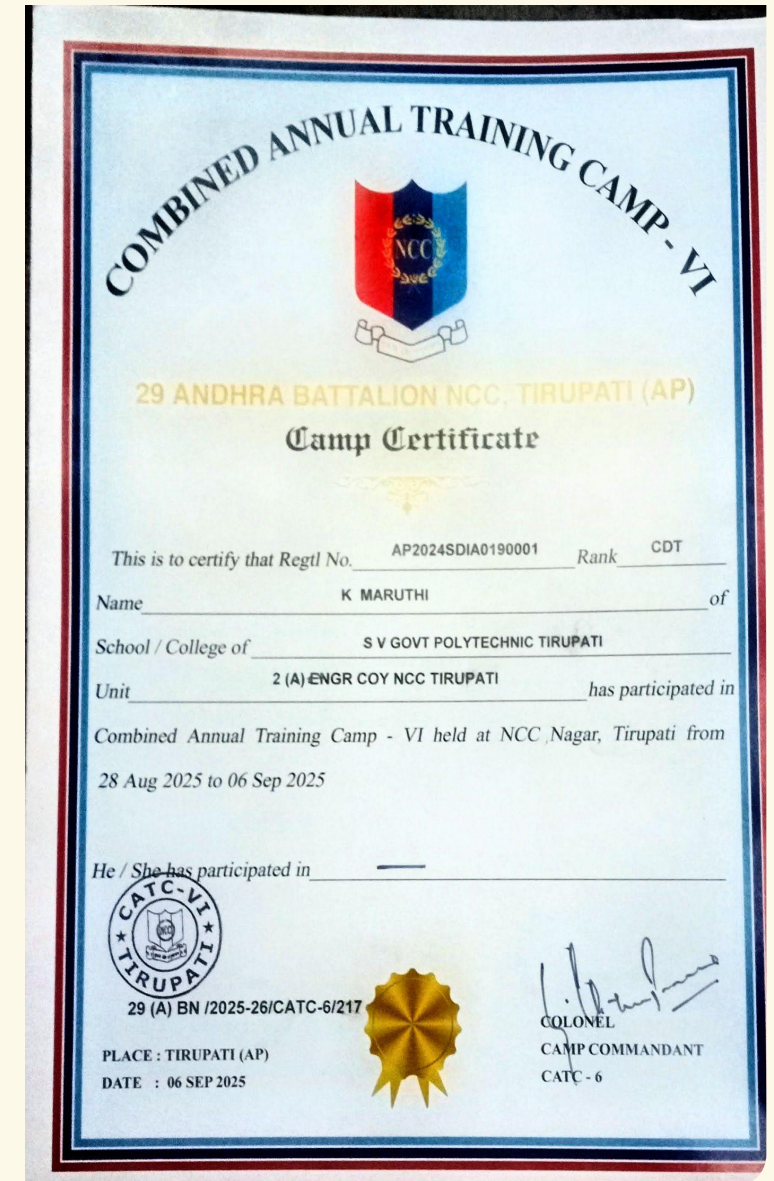 COMBINED ANNUAL TRAINING CAMP - VI
NCC
29 ANDHRA BATTALION NCC, TIRUPATI (AP)
Camp Certificate
This is to certify that Regtl No. AP2024SDIA0190001 Rank CDT
Name K MARUTHI of
School / College of S V GOVT POLYTECHNIC TIRUPATI
Unit 2 (A) ENGR COY NCC TIRUPATI has participated in
Combined Annual Training Camp - VI held at NCC Nagar, Tirupati from
28 Aug 2025 to 06 Sep 2025
He / She has participated in —
CATC-VI
NCC
TIRUPATI
29 (A) BN /2025-26/CATC-6/217
PLACE : TIRUPATI (AP)
DATE : 06 SEP 2025
COLONEL
CAMP COMMANDANT
CATC - 6